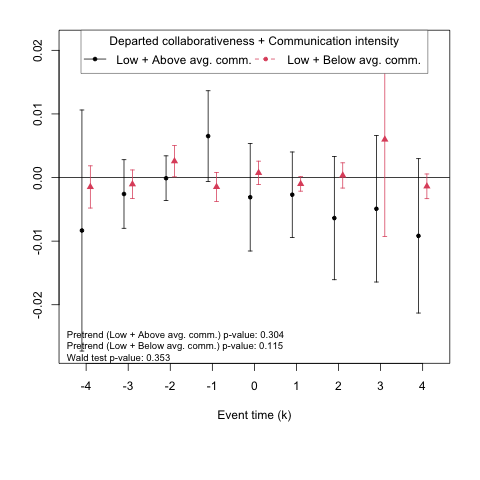 Departed collaborativeness + Communication intensity
Low + Above avg. comm. Low + Below avg. comm.
0.02
0.01
0.00
-0.01
-0.02
Pretrend (Low + Above avg. comm.) p-value: 0.304
Pretrend (Low + Below avg. comm.) p-value: 0.115
Wald test p-value: 0.353
-4 -3 -2 -1 0 1 2 3 4
Event time (k)